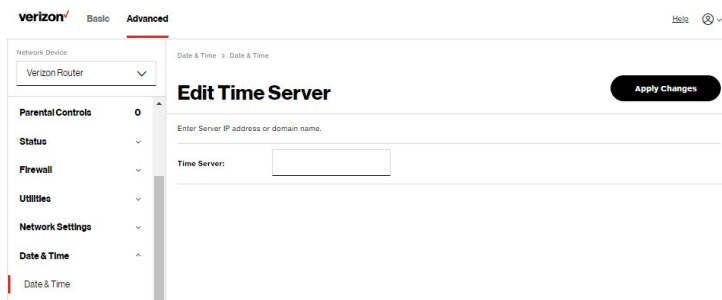 verizon
Basic
Advanced
Help
Network Device
Verizon Router
Parental Controls 0
Status
Firewall
Utilities
Network Settings
Date & Time
Date & Time
Date & Time > Date & Time
Edit Time Server
Apply Changes
Enter Server IP address or domain name.
Time Server: